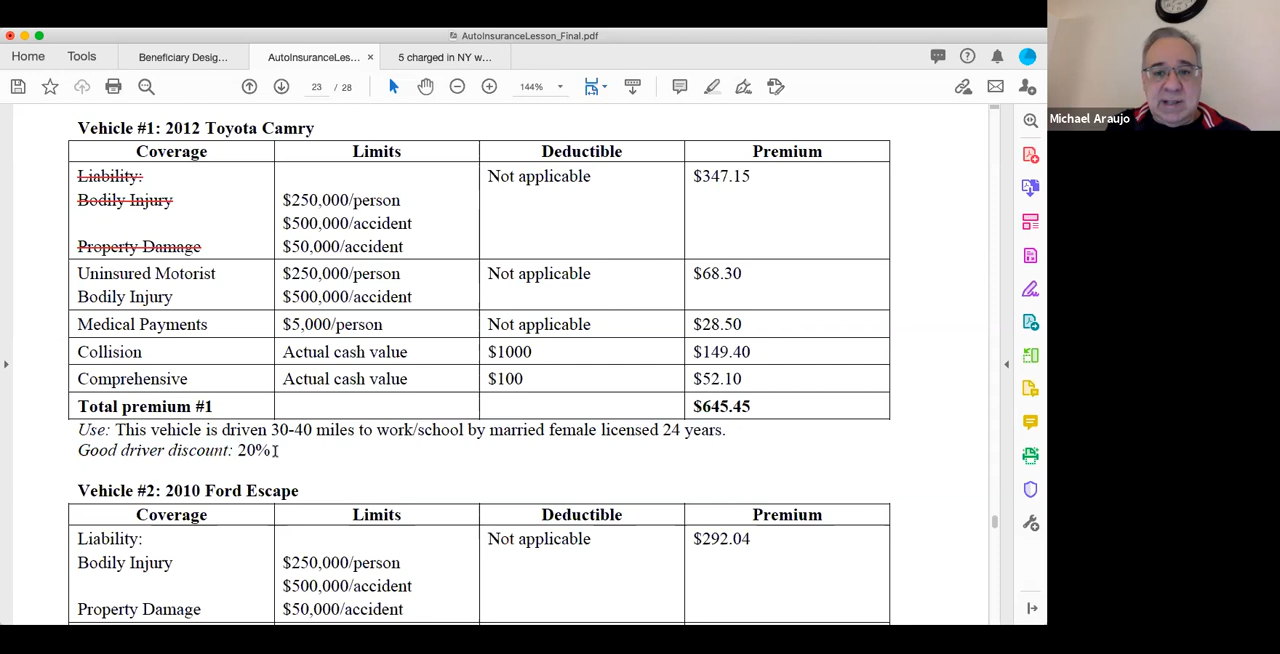 AutoInsuranceLesson_Final.pdf
Home Tools Beneficiary Desig... AutoInsuranceLes... × 5 charged in NY w...
23 / 28 144%
Michael Araujo
Vehicle #1: 2012 Toyota Camry
Coverage Limits Deductible Premium
Liability: Not applicable $347.15
Bodily Injury $250,000/person
$500,000/accident
Property Damage $50,000/accident
Uninsured Motorist $250,000/person Not applicable $68.30
Bodily Injury $500,000/accident
Medical Payments $5,000/person Not applicable $28.50
Collision Actual cash value $1000 $149.40
Comprehensive Actual cash value $100 $52.10
Total premium #1 $645.45
Use: This vehicle is driven 30-40 miles to work/school by married female licensed 24 years.
Good driver discount: 20%
Vehicle #2: 2010 Ford Escape
Coverage Limits Deductible Premium
Liability: Not applicable $292.04
Bodily Injury $250,000/person
$500,000/accident
Property Damage $50,000/accident